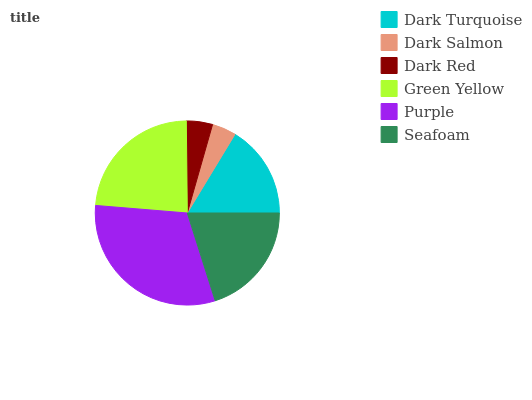 title
Dark Turquoise
Dark Salmon
Dark Red
Green Yellow
Purple
Seafoam